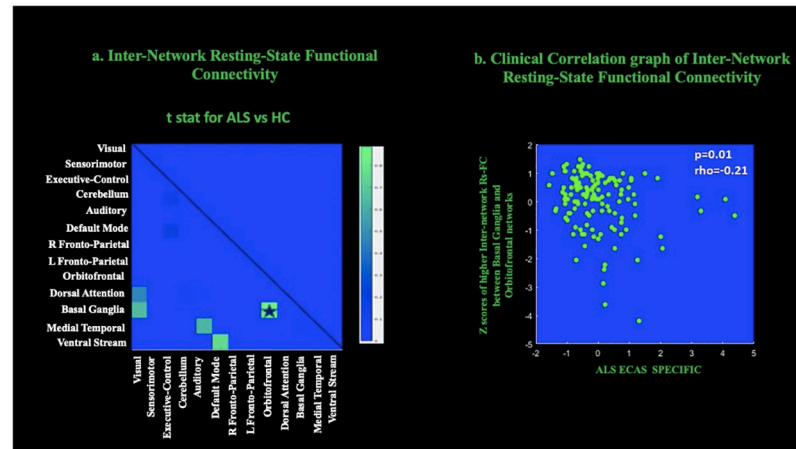 a. Inter-Network Resting-State Functional
Connectivity
t stat for ALS vs HC
Visual
Sensorimotor
Executive-Control
Cerebellum
Auditory
Default Mode
R Fronto-Parietal
L Fronto-Parietal
Orbitofrontal
Dorsal Attention
Basal Ganglia
Medial Temporal
Ventral Stream
Visual
Sensorimotor
Executive-Control
Cerebellum
Auditory
Default Mode
R Fronto-Parietal
L Fronto-Parietal
Orbitofrontal
Dorsal Attention
Basal Ganglia
Medial Temporal
Ventral Stream
b. Clinical Correlation graph of Inter-Network
Resting-State Functional Connectivity
p=0.01
rho=-0.21
Z scores of higher Inter-network Rs-FC
between Basal Ganglia and
Orbitofrontal networks
2
1
0
-1
-2
-3
-4
-5
-2 -1 0 1 2 3 4 5
ALS ECAS SPECIFIC